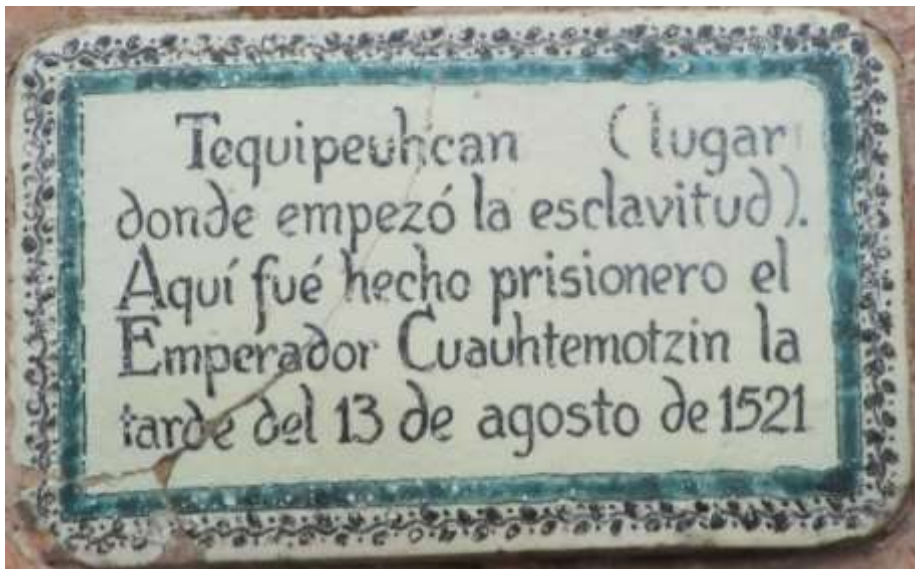 Tequipeuhcan (lugar
donde empezó la esclavitud).
Aquí fué hecho prisionero el
Emperador Cuauhtemotzin la
tarde del 13 de agosto de 1521